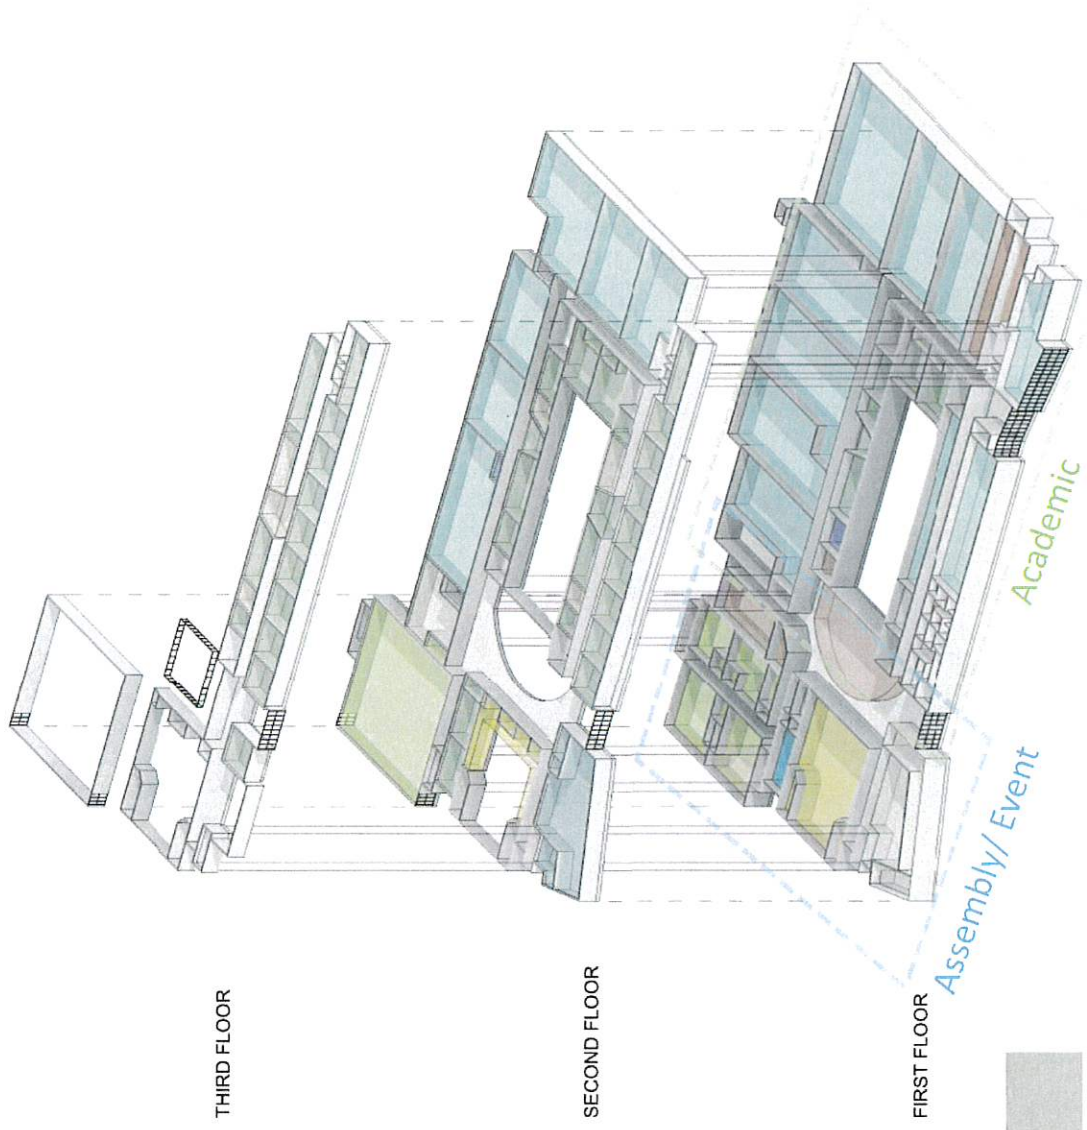 THIRD FLOOR
SECOND FLOOR
FIRST FLOOR
Assembly/ Event
Academic